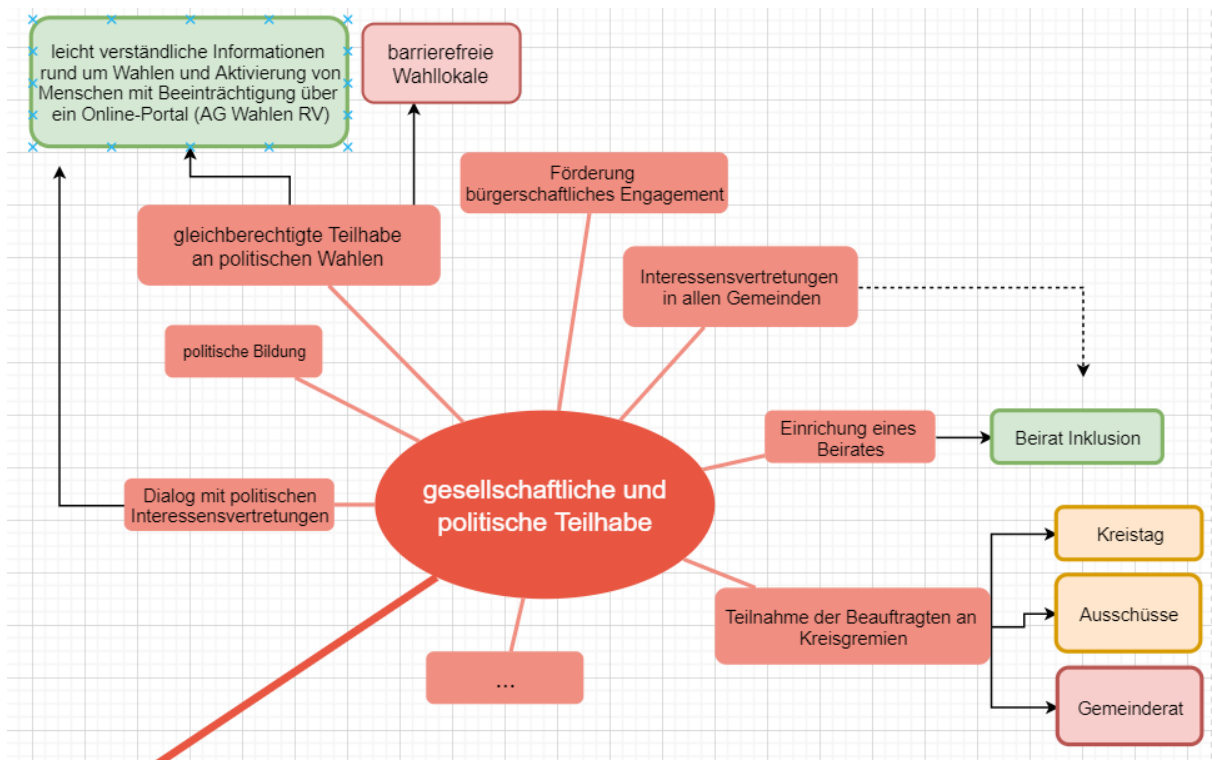 leicht verständliche Informationen
rund um Wahlen und Aktivierung von
Menschen mit Beeinträchtigung über
ein Online-Portal (AG Wahlen RV)
barrierefreie
Wahllokale
Förderung
bürgerschaftliches Engagement
gleichberechtigte Teilhabe
an politischen Wahlen
Interessensvertretungen
in allen Gemeinden
politische Bildung
Einrichung eines
Beirates
Beirat Inklusion
Dialog mit politischen
Interessensvertretungen
gesellschaftliche und
politische Teilhabe
Kreistag
Teilnahme der Beauftragten an
Kreisgremien
Ausschüsse
Gemeinderat
...